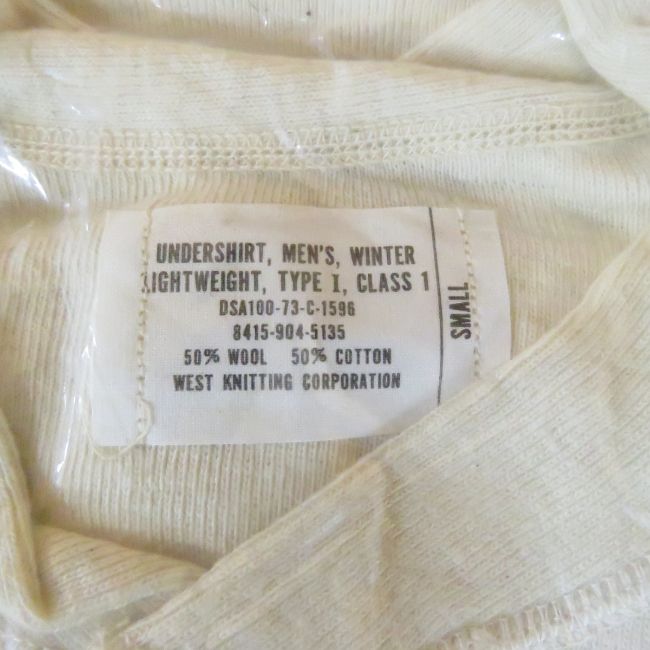 UNDERSHIRT, MEN'S, WINTER
LIGHTWEIGHT, TYPE I, CLASS 1
DSA100-73-C-1596
8415-904-5135
50% WOOL 50% COTTON
WEST KNITTING CORPORATION
SMALL